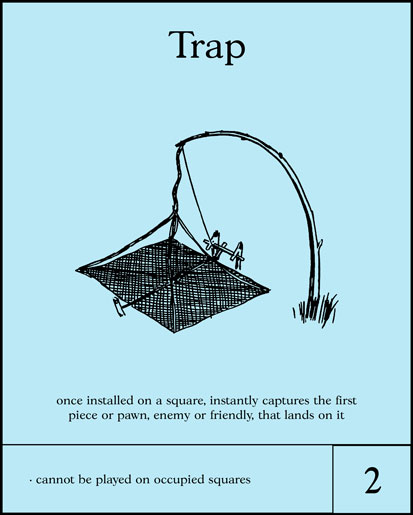 Trap
once installed on a square, instantly captures the first
piece or pawn, enemy or friendly, that lands on it
· cannot be played on occupied squares
2